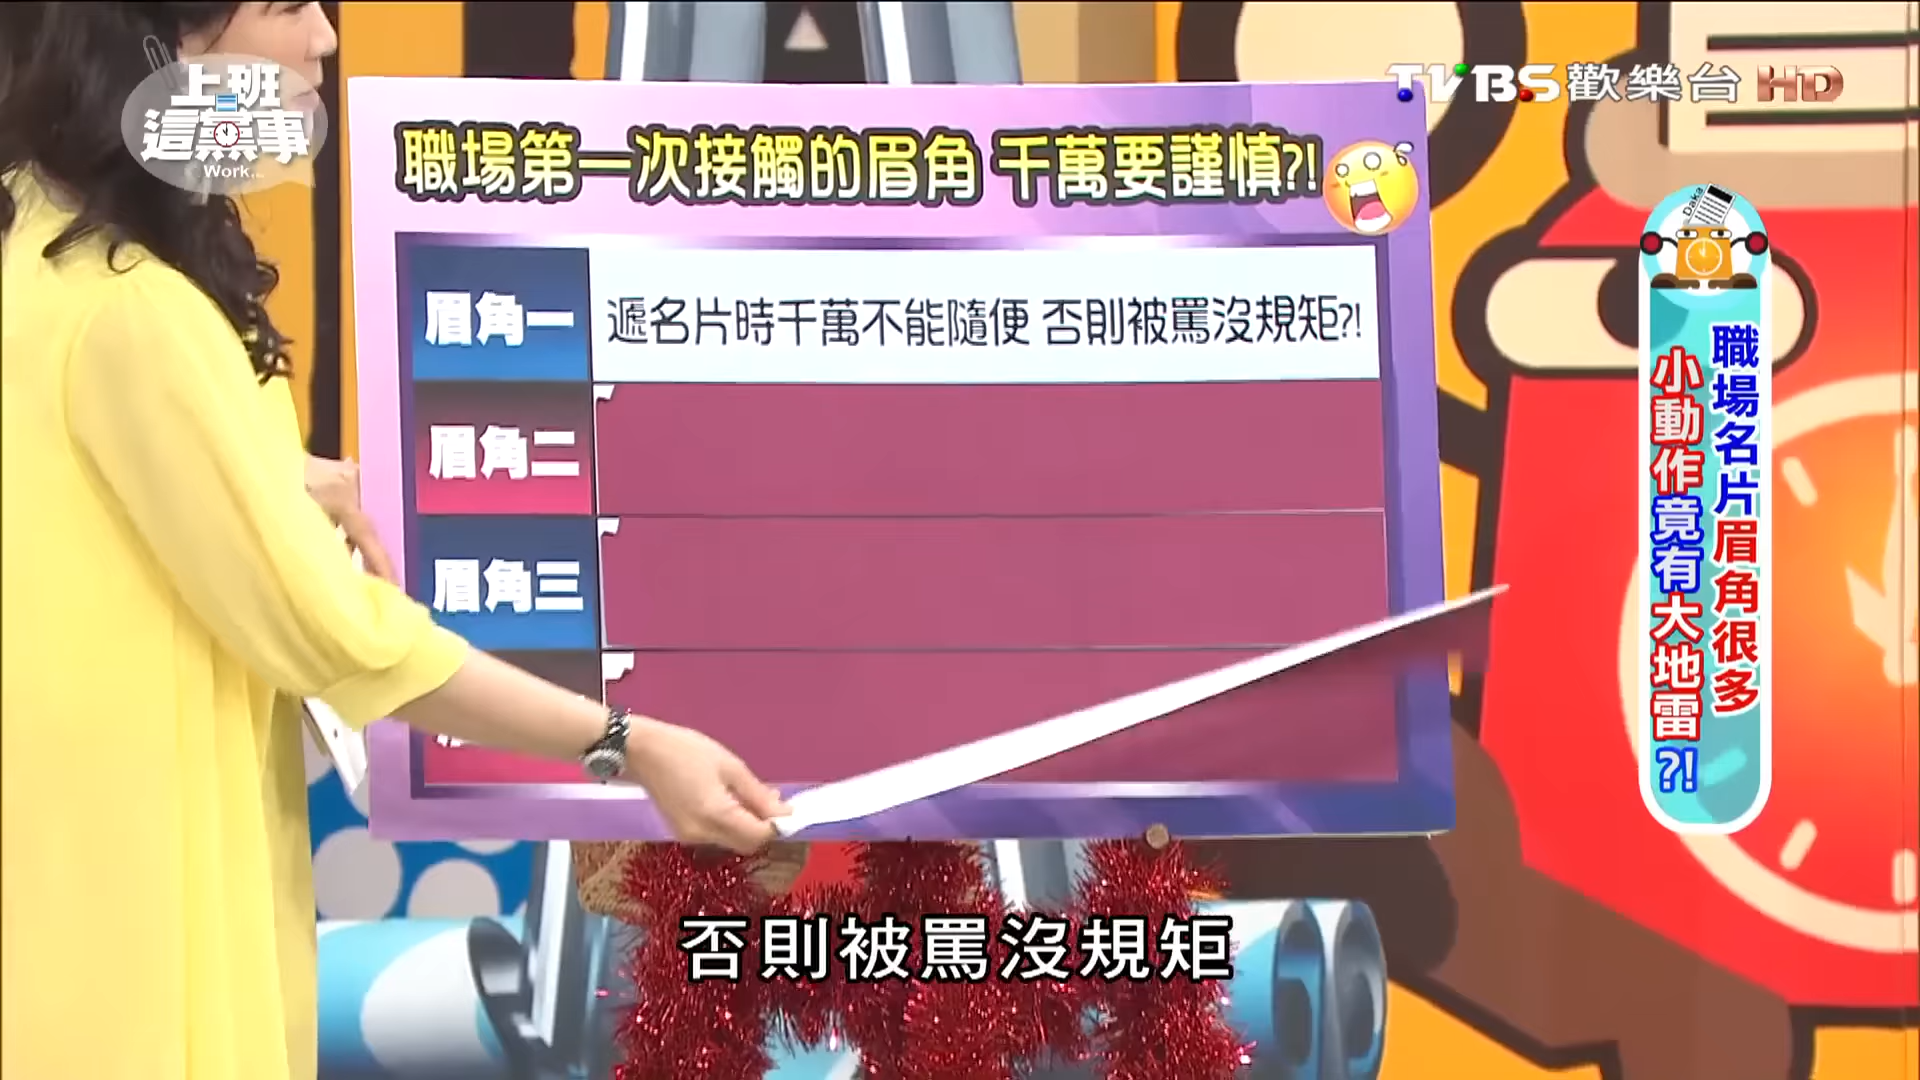 上班
這黨事
Work...
TVBS歡樂台 HD
職場第一次接觸的眉角 千萬要謹慎?!
眉角一
遞名片時千萬不能隨便 否則被罵沒規矩?!
眉角二
眉角三
Daka
職場名片眉角很多
小動作竟有大地雷?!
否則被罵沒規矩